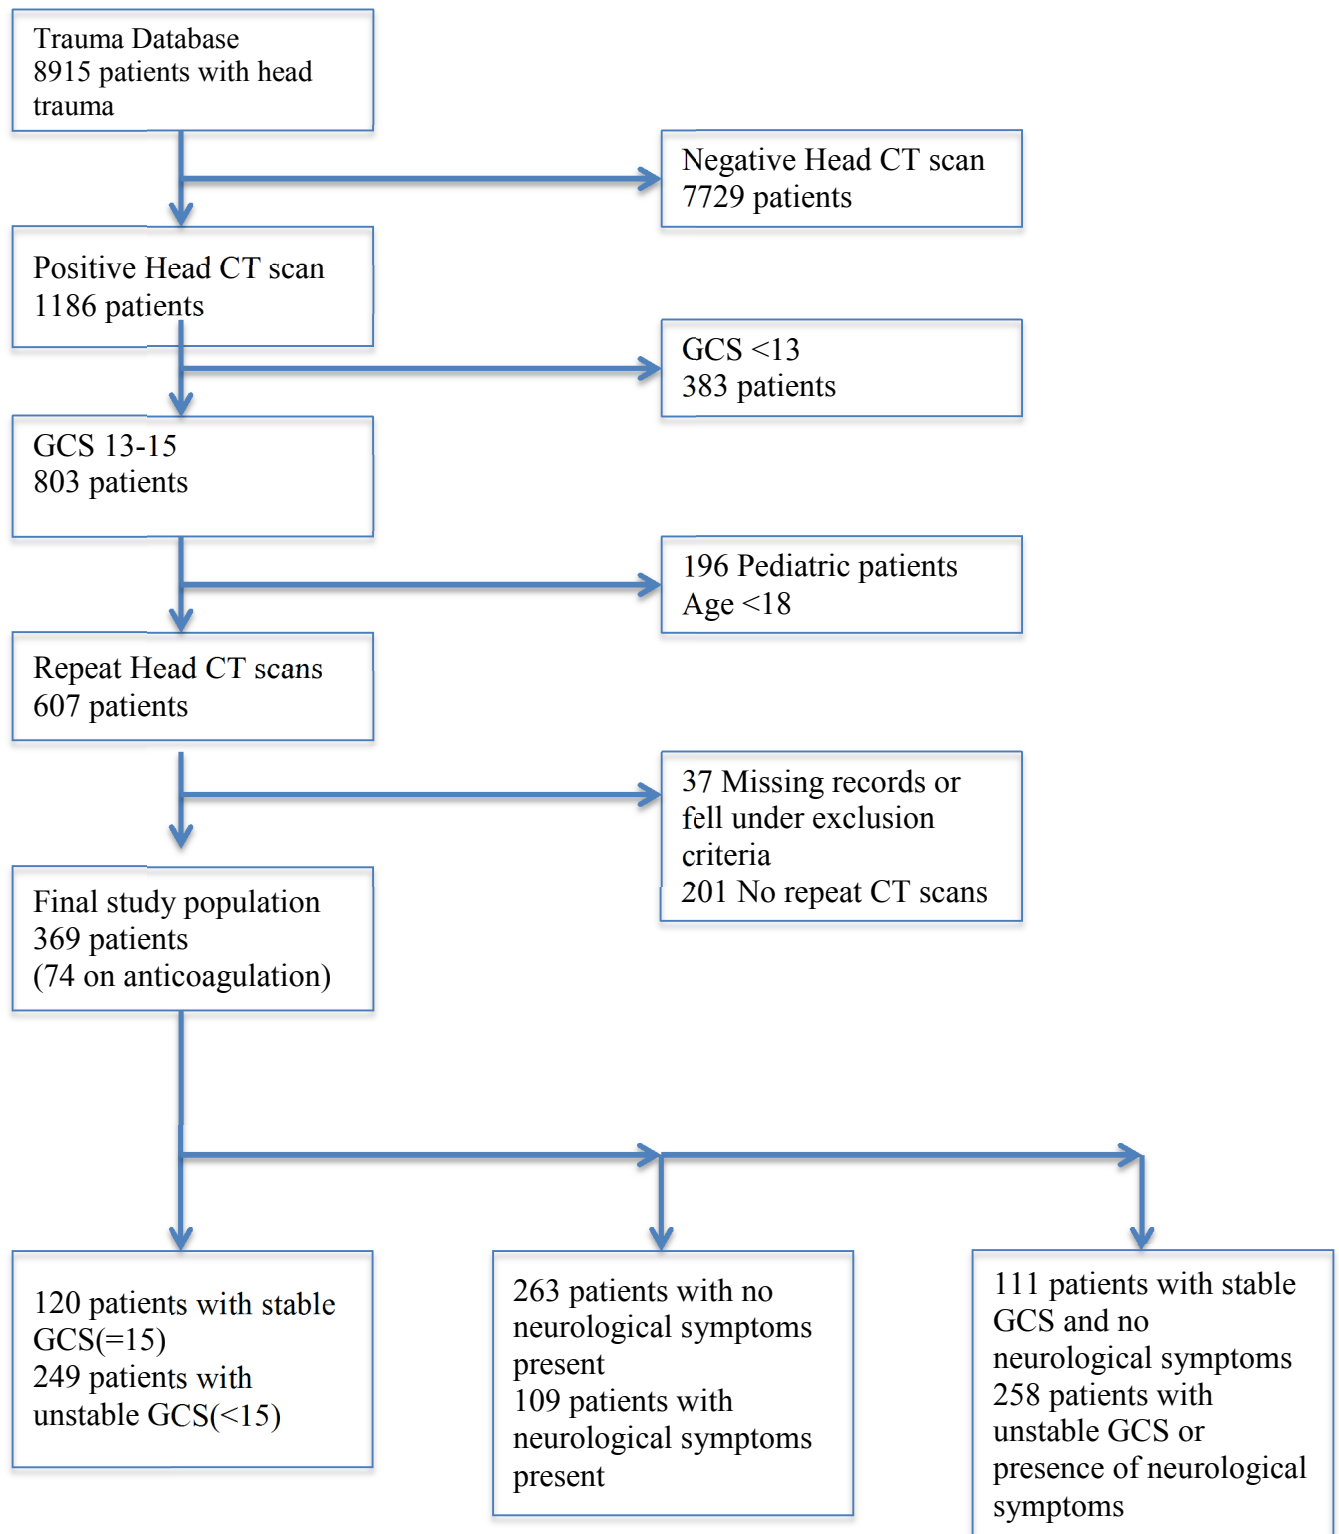 Trauma Database
8915 patients with head
trauma
Negative Head CT scan
7729 patients
Positive Head CT scan
1186 patients
GCS <13
383 patients
GCS 13-15
803 patients
196 Pediatric patients
Age <18
Repeat Head CT scans
607 patients
37 Missing records or
fell under exclusion
criteria
201 No repeat CT scans
Final study population
369 patients
(74 on anticoagulation)
120 patients with stable
GCS(=15)
249 patients with
unstable GCS(<15)
263 patients with no
neurological symptoms
present
109 patients with
neurological symptoms
present
111 patients with stable
GCS and no
neurological symptoms
258 patients with
unstable GCS or
presence of neurological
symptoms